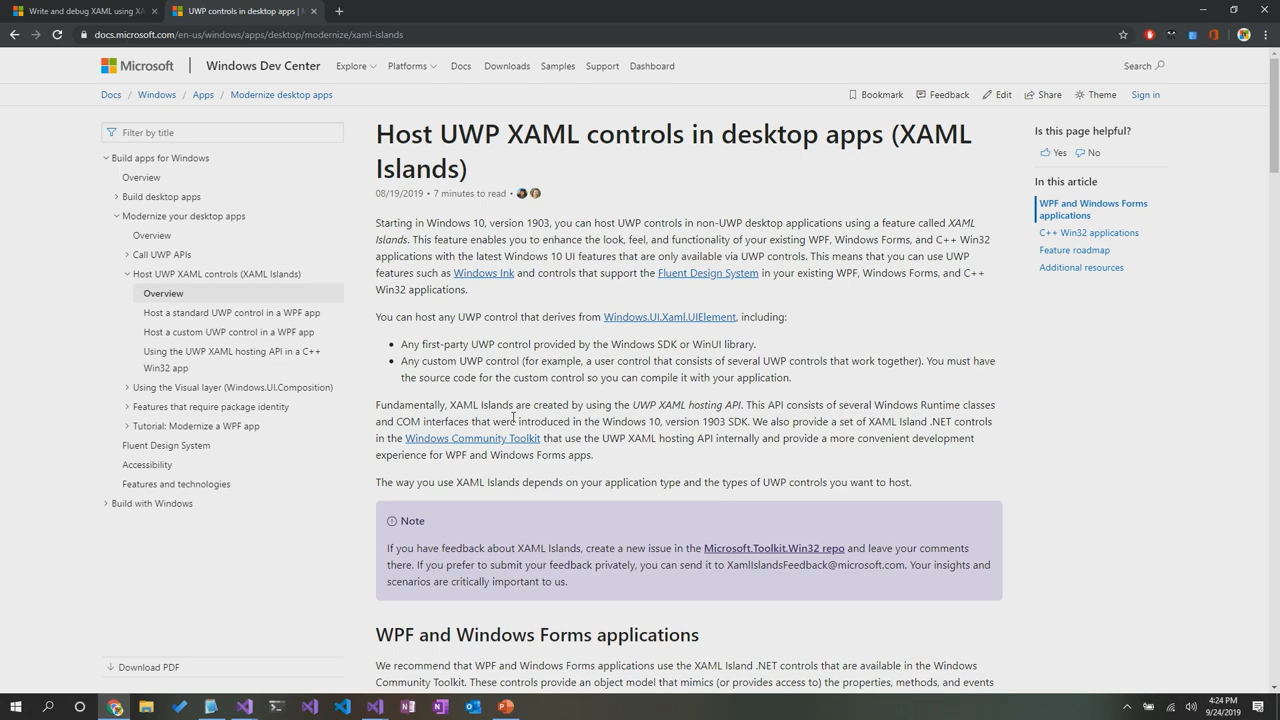 Write and debug XAML using XA
UWP controls in desktop apps |
docs.microsoft.com/en-us/windows/apps/desktop/modernize/xaml-islands
Microsoft
Windows Dev Center
Explore
Platforms
Docs
Downloads
Samples
Support
Dashboard
Search
Docs / Windows / Apps / Modernize desktop apps
Bookmark
Feedback
Edit
Share
Theme
Sign in
Filter by title
Build apps for Windows
Overview
Build desktop apps
Modernize your desktop apps
Overview
Call UWP APIs
Host UWP XAML controls (XAML Islands)
Overview
Host a standard UWP control in a WPF app
Host a custom UWP control in a WPF app
Using the UWP XAML hosting API in a C++
Win32 app
Using the Visual layer (Windows.UI.Composition)
Features that require package identity
Tutorial: Modernize a WPF app
Fluent Design System
Accessibility
Features and technologies
Build with Windows
Download PDF
Host UWP XAML controls in desktop apps (XAML
Islands)
08/19/2019 • 7 minutes to read •
Starting in Windows 10, version 1903, you can host UWP controls in non-UWP desktop applications using a feature called XAML
Islands. This feature enables you to enhance the look, feel, and functionality of your existing WPF, Windows Forms, and C++ Win32
applications with the latest Windows 10 UI features that are only available via UWP controls. This means that you can use UWP
features such as Windows Ink and controls that support the Fluent Design System in your existing WPF, Windows Forms, and C++
Win32 applications.
You can host any UWP control that derives from Windows.UI.Xaml.UIElement, including:
• Any first-party UWP control provided by the Windows SDK or WinUI library.
• Any custom UWP control (for example, a user control that consists of several UWP controls that work together). You must have
the source code for the custom control so you can compile it with your application.
Fundamentally, XAML Islands are created by using the UWP XAML hosting API. This API consists of several Windows Runtime classes
and COM interfaces that were introduced in the Windows 10, version 1903 SDK. We also provide a set of XAML Island .NET controls
in the Windows Community Toolkit that use the UWP XAML hosting API internally and provide a more convenient development
experience for WPF and Windows Forms apps.
The way you use XAML Islands depends on your application type and the types of UWP controls you want to host.
Note
If you have feedback about XAML Islands, create a new issue in the Microsoft.Toolkit.Win32 repo and leave your comments
there. If you prefer to submit your feedback privately, you can send it to XamlIslandsFeedback@microsoft.com. Your insights and
scenarios are critically important to us.
WPF and Windows Forms applications
We recommend that WPF and Windows Forms applications use the XAML Island .NET controls that are available in the Windows
Community Toolkit. These controls provide an object model that mimics (or provides access to) the properties, methods, and events
Is this page helpful?
Yes
No
In this article
WPF and Windows Forms
applications
C++ Win32 applications
Feature roadmap
Additional resources
4:24 PM
9/24/2019